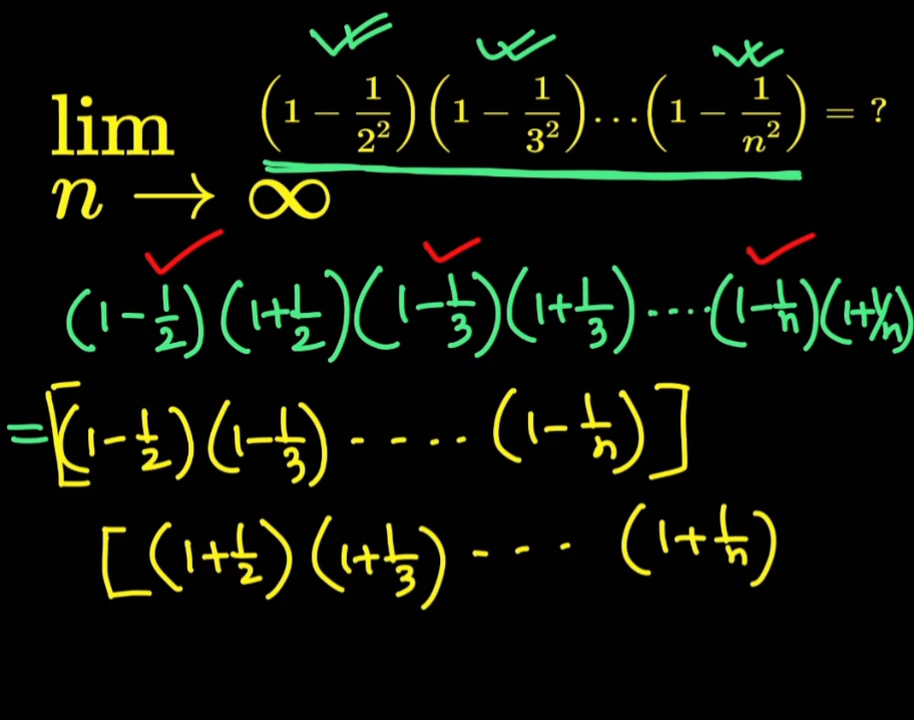 lim n → ∞ (1 − 1/2²)(1 − 1/3²)…(1 − 1/n²) = ?
(1 − 1/2)(1 + 1/2)(1 − 1/3)(1 + 1/3)·····(1 − 1/n)(1 + 1/n)
= [(1 − 1/2)(1 − 1/3) ····· (1 − 1/n)]
[(1 + 1/2)(1 + 1/3) ···· (1 + 1/n)